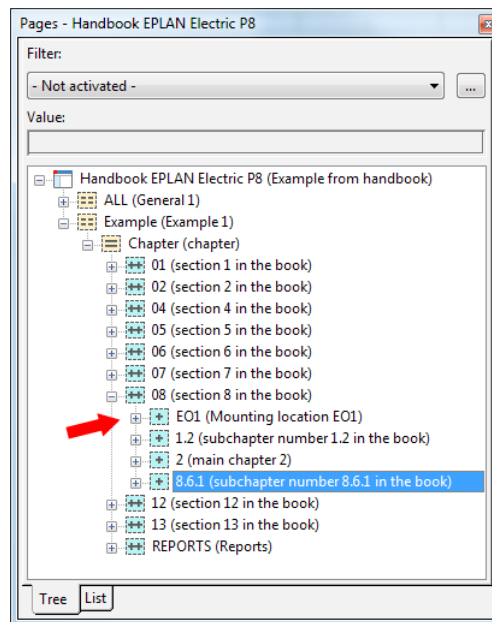 Pages - Handbook EPLAN Electric P8
Filter:
- Not activated -
...
Value:
Handbook EPLAN Electric P8 (Example from handbook)
ALL (General 1)
Example (Example 1)
Chapter (chapter)
01 (section 1 in the book)
02 (section 2 in the book)
04 (section 4 in the book)
05 (section 5 in the book)
06 (section 6 in the book)
07 (section 7 in the book)
08 (section 8 in the book)
EO1 (Mounting location EO1)
1.2 (subchapter number 1.2 in the book)
2 (main chapter 2)
8.6.1 (subchapter number 8.6.1 in the book)
12 (section 12 in the book)
13 (section 13 in the book)
REPORTS (Reports)
Tree List